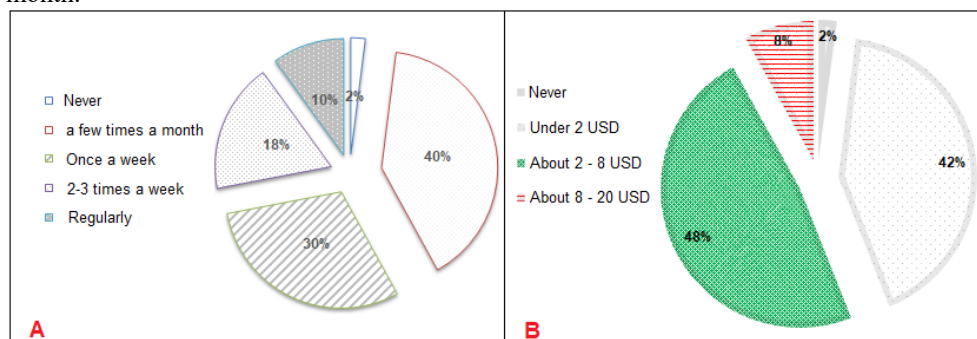 month.
Never
a few times a month
Once a week
2-3 times a week
Regularly
2%
40%
30%
18%
10%
A
Never
Under 2 USD
About 2 - 8 USD
About 8 - 20 USD
2%
42%
48%
8%
B